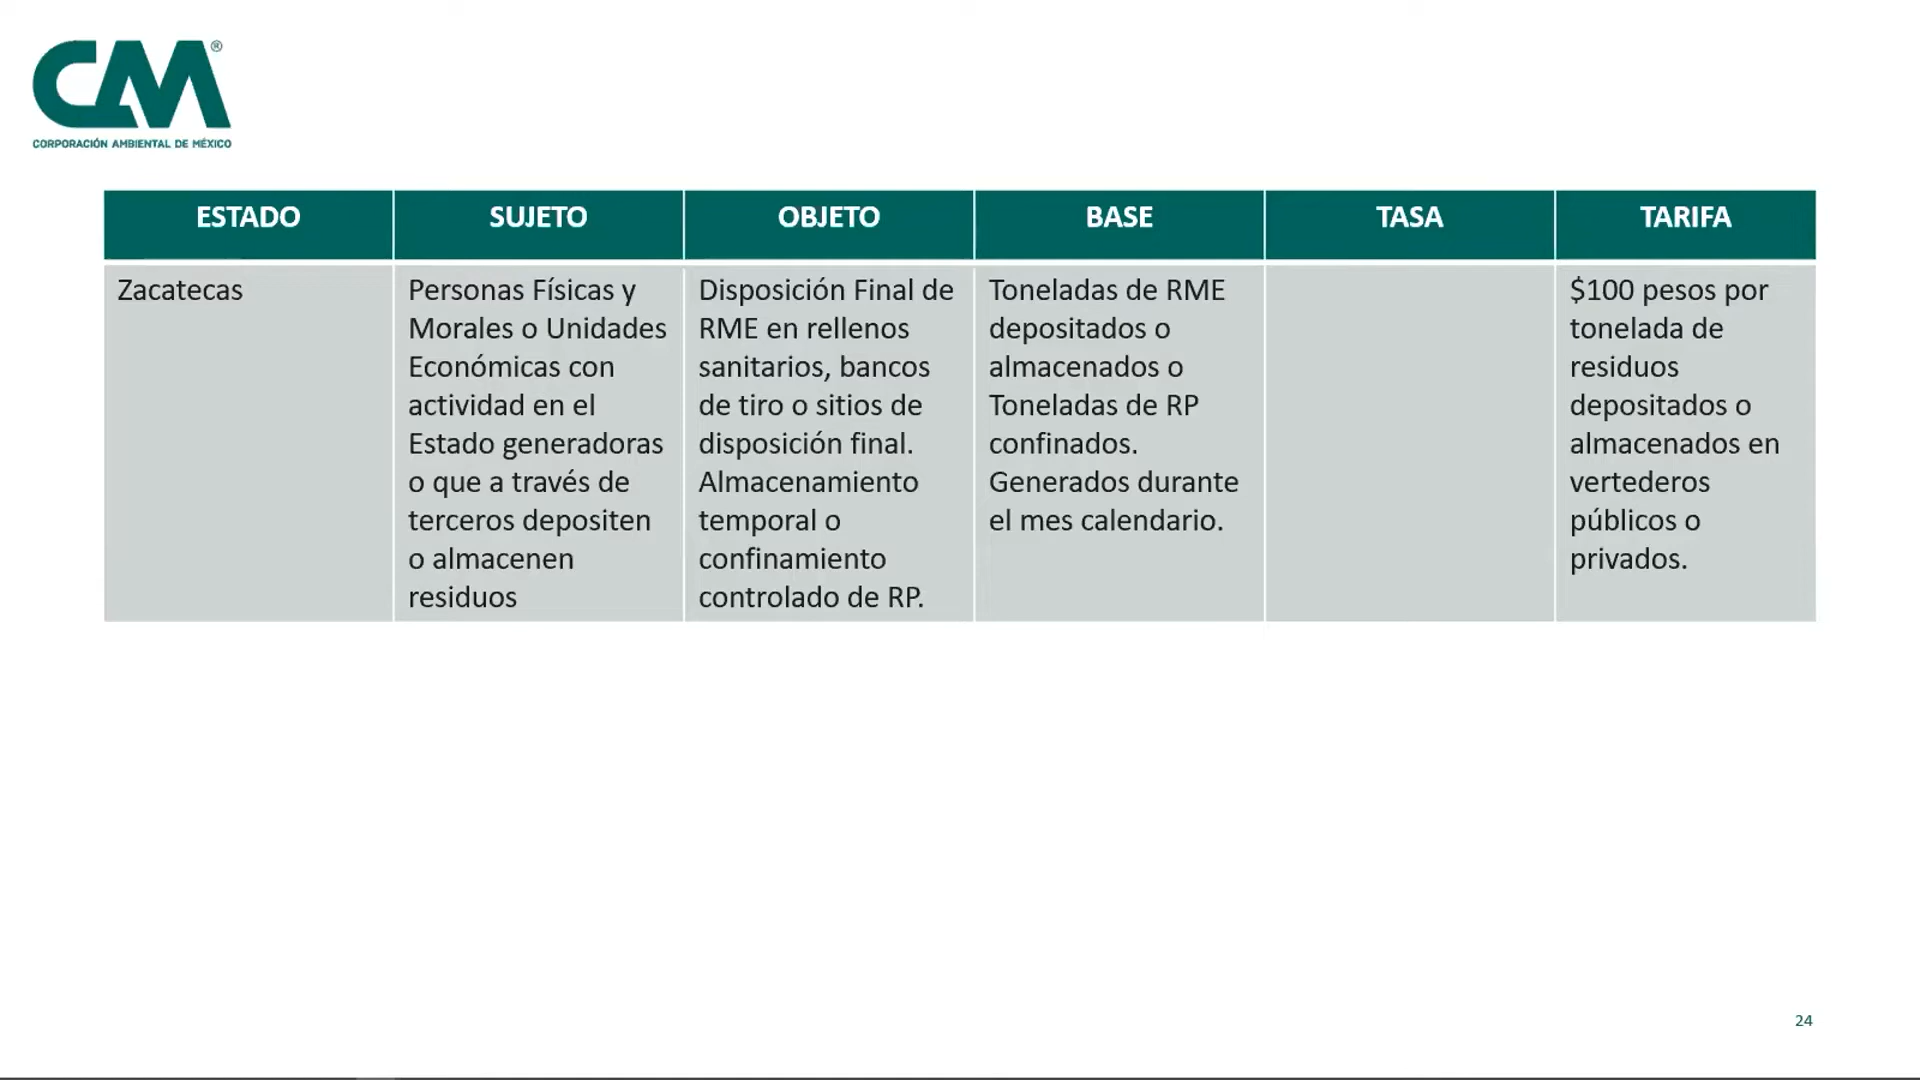 CAM®
CORPORACIÓN AMBIENTAL DE MÉXICO
ESTADO
SUJETO
OBJETO
BASE
TASA
TARIFA
Zacatecas
Personas Físicas y
Morales o Unidades
Económicas con
actividad en el
Estado generadoras
o que a través de
terceros depositen
o almacenen
residuos
Disposición Final de
RME en rellenos
sanitarios, bancos
de tiro o sitios de
disposición final.
Almacenamiento
temporal o
confinamiento
controlado de RP.
Toneladas de RME
depositados o
almacenados o
Toneladas de RP
confinados.
Generados durante
el mes calendario.
$100 pesos por
tonelada de
residuos
depositados o
almacenados en
vertederos
públicos o
privados.
24